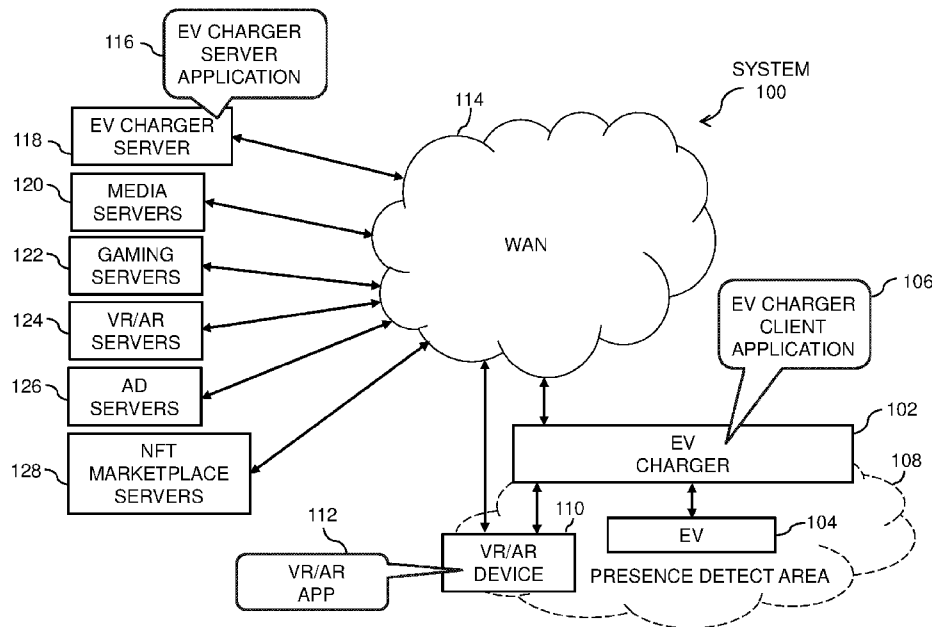 116
EV CHARGER
SERVER
APPLICATION
SYSTEM
100
114
118
EV CHARGER
SERVER
120
MEDIA
SERVERS
WAN
122
GAMING
SERVERS
106
EV CHARGER
CLIENT
APPLICATION
124
VR/AR
SERVERS
126
AD
SERVERS
102
EV
CHARGER
128
NFT
MARKETPLACE
SERVERS
108
110
104
EV
112
VR/AR
APP
VR/AR
DEVICE
PRESENCE DETECT AREA